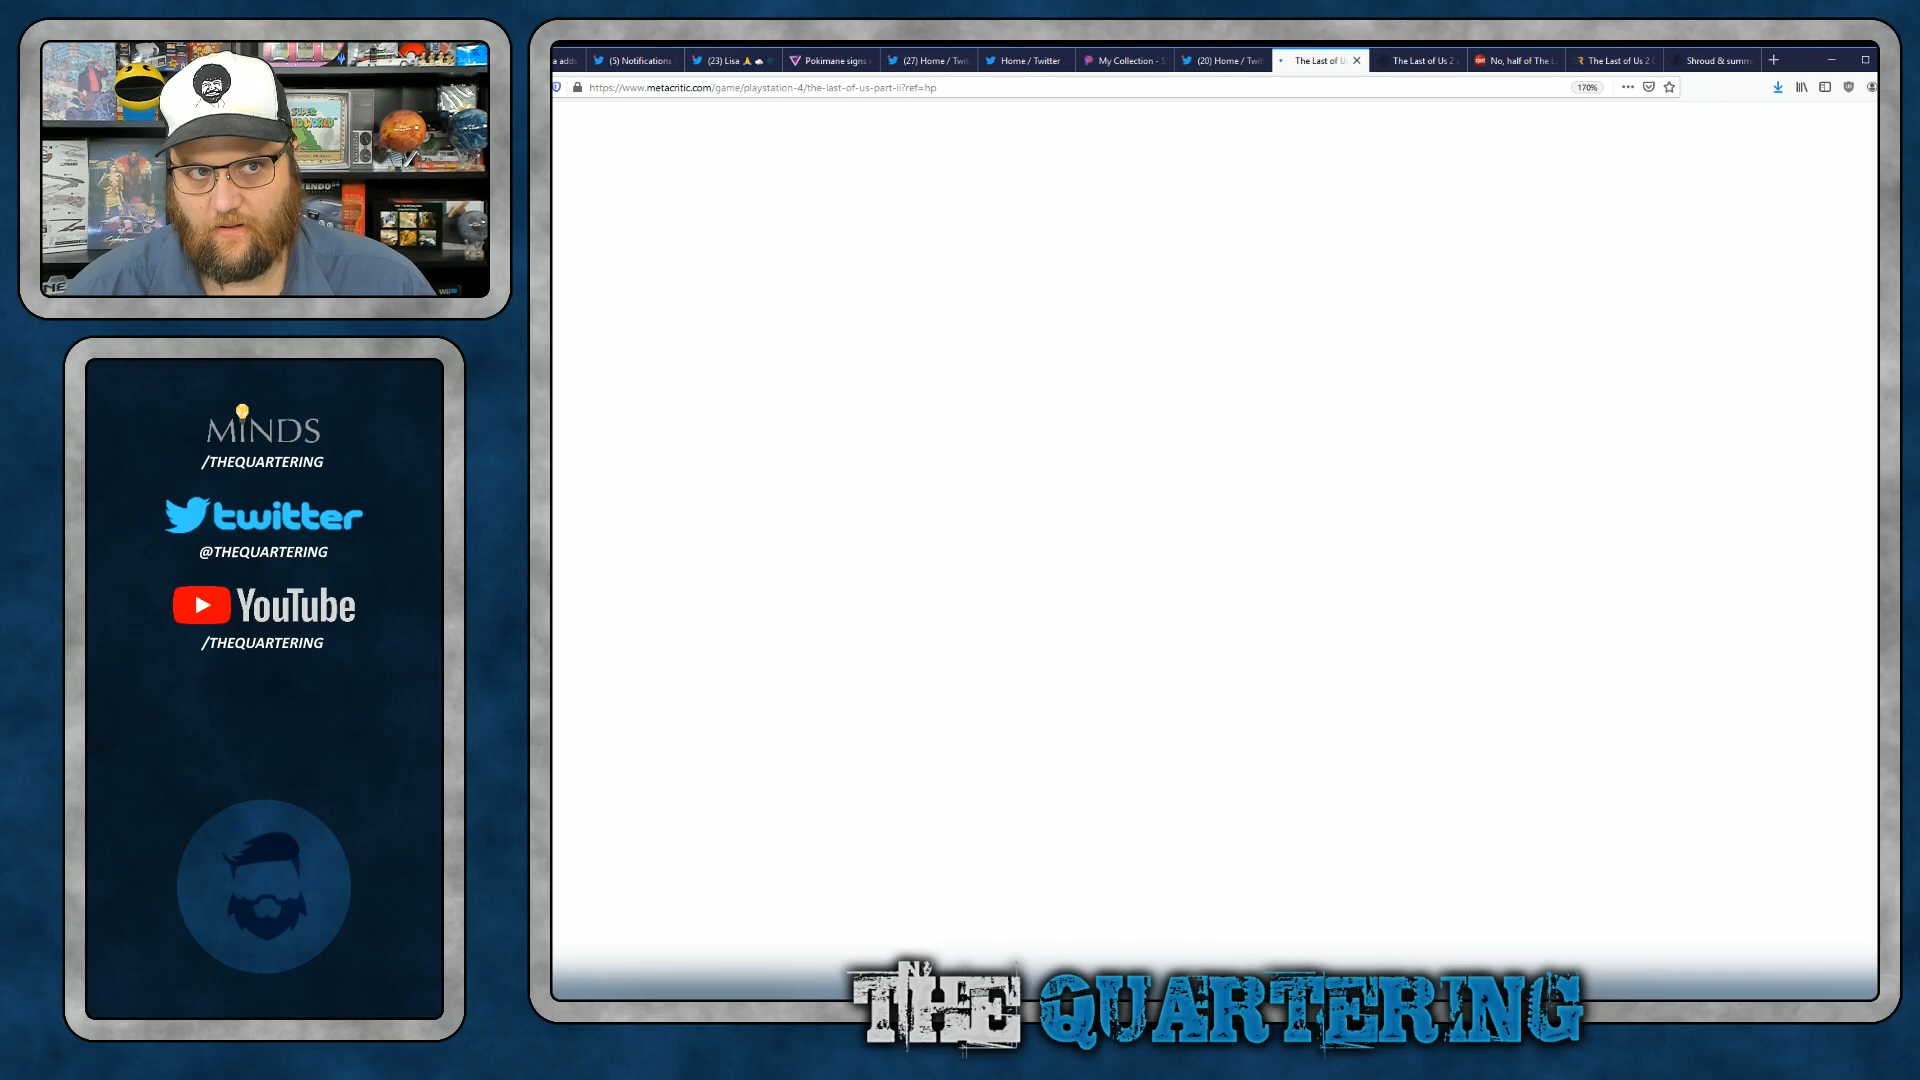 (5) Notifications
(23) Lisa
Pokimane signs
(27) Home / Twi
Home / Twitter
My Collection - S
(20) Home / Twi
The Last of U
The Last of Us 2
No, half of The L
The Last of Us 2
Shroud & summ
https://www.metacritic.com/game/playstation-4/the-last-of-us-part-ii?ref=hp
170%
MINDS
/THEQUARTERING
twitter
@THEQUARTERING
YouTube
/THEQUARTERING
THE QUARTERING